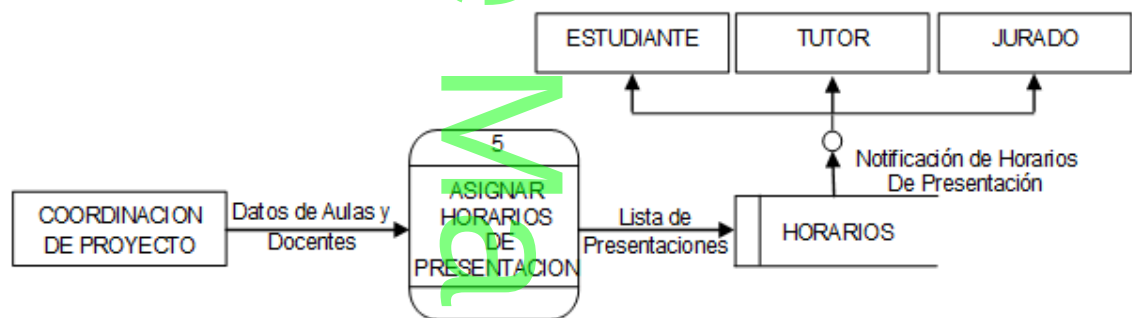 ESTUDIANTE
TUTOR
JURADO
5
ASIGNAR
HORARIOS
DE
PRESENTACION
COORDINACION
DE PROYECTO
Datos de Aulas y
Docentes
Lista de
Presentaciones
HORARIOS
Notificación de Horarios
De Presentación